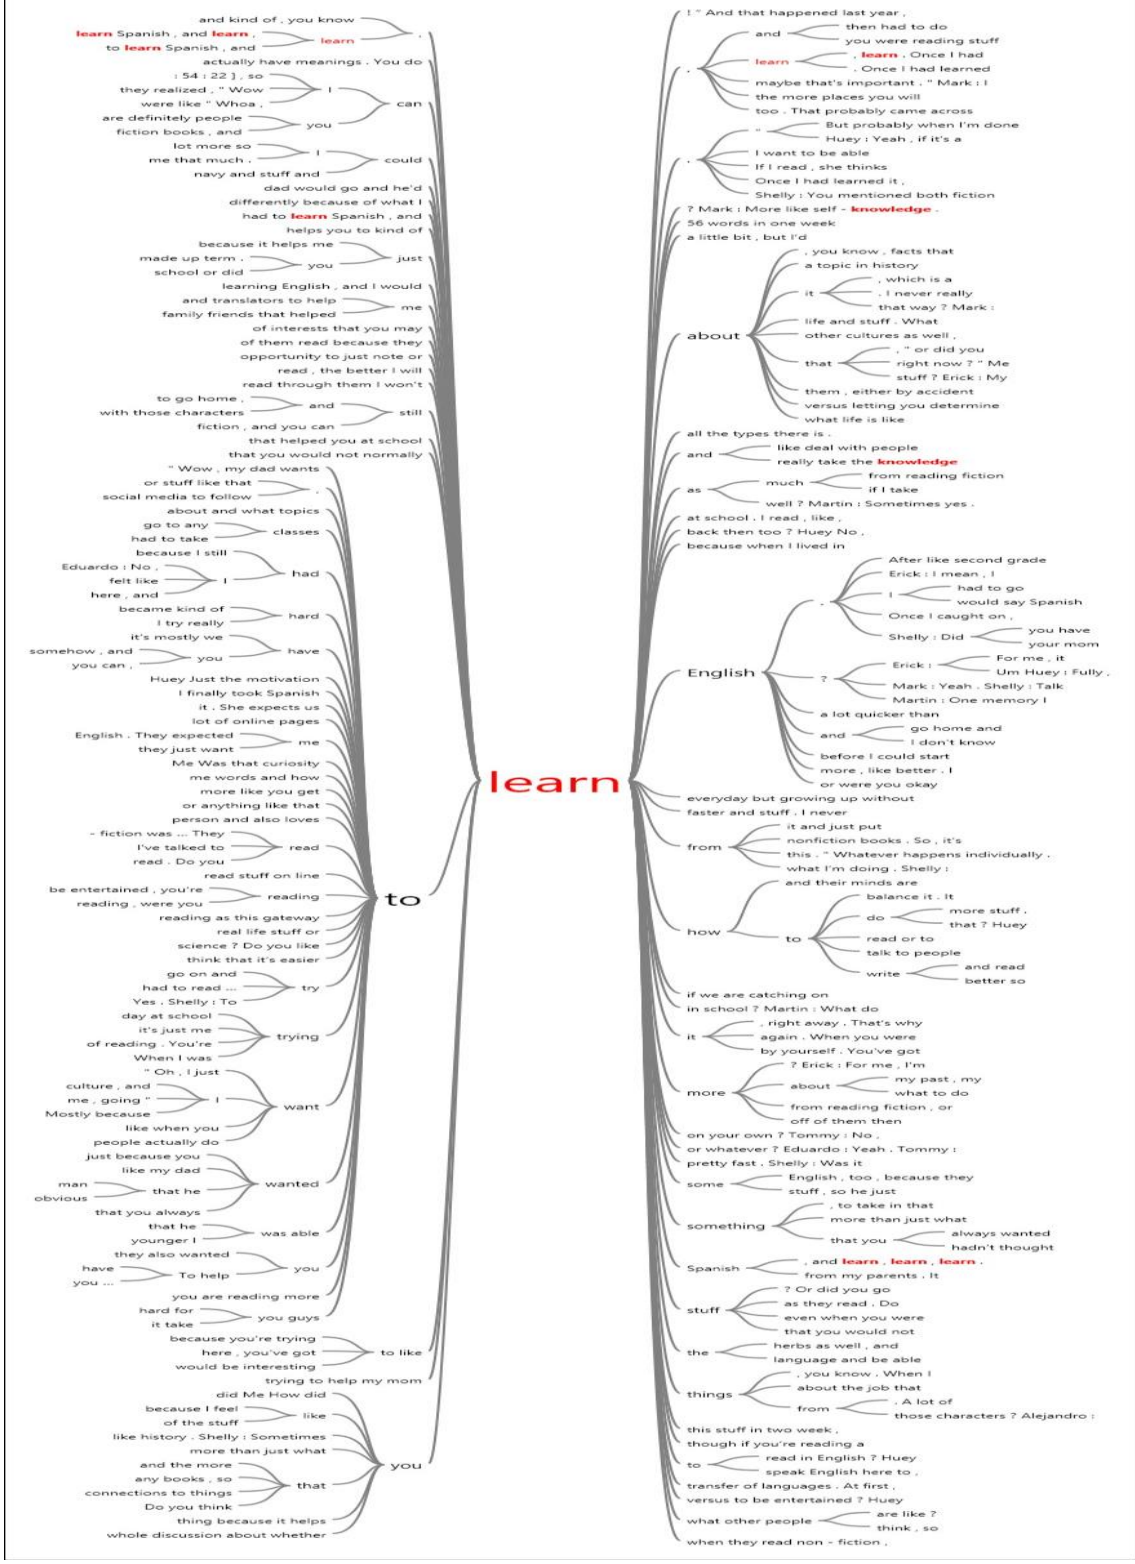 and kind of , you know
,
learn Spanish , and learn ,
learn
to learn Spanish , and
actually have meanings . You do
: 54 : 22 ] , so
they realized , " Wow
I
were like " Whoa ,
can
are definitely people
you
fiction books , and
lot more so
I
me that much .
could
navy and stuff and
dad would go and he'd
differently because of what I
had to learn Spanish , and
helps you to kind of
because it helps me
just
made up term .
you
school or did
learning English , and I would
and translators to help
me
family friends that helped
of interests that you may
of them read because they
opportunity to just note or
read , the better I will
read through them I won't
to go home ,
and
with those characters
still
fiction , and you can
that helped you at school
that you would not normally
" Wow , my dad wants
or stuff like that
,
social media to follow
about and what topics
go to any
classes
had to take
because I still
had
Eduardo : No ,
felt like
I
here , and
became kind of
hard
I try really
it's mostly we
have
somehow , and
you
you can ,
Huey Just the motivation
I finally took Spanish
it . She expects us
lot of online pages
English . They expected
me
they just want
Me Was that curiosity
me words and how
more like you get
or anything like that
person and also loves
- fiction was ... They
I've talked to
read
read . Do you
read stuff on line
be entertained , you're
reading
reading , were you
reading as this gateway
real life stuff or
science ? Do you like
think that it's easier
go on and
had to read ...
try
Yes . Shelly : To
day at school
it's just me
trying
of reading . You're
When I was
" Oh , I just
culture , and
me , going "
I
Mostly because
want
like when you
people actually do
just because you
like my dad
wanted
man
that he
obvious
that you always
that he
was able
younger I
they also wanted
you
have
To help
you ...
you are reading more
hard for
you guys
it take
to
because you're trying
here , you've got
to like
would be interesting
trying to help my mom
did Me How did
because I feel
like
of the stuff
like history . Shelly : Sometimes
more than just what
you
and the more
any books , so
that
connections to things
Do you think
thing because it helps
whole discussion about whether
learn
! " And that happened last year ,
,
and
then had to do
you were reading stuff
learn
, learn . Once I had
. Once I had learned
maybe that's important . " Mark : I
the more places you will
too . That probably came across
.
"
But probably when I'm done
Huey : Yeah , if it's a
I want to be able
If I read , she thinks
Once I had learned it ,
Shelly : You mentioned both fiction
? Mark : More like self - knowledge .
56 words in one week
a little bit , but I'd
about
, you know , facts that
a topic in history
it
, which is a
. I never really
that way ? Mark :
life and stuff . What
other cultures as well ,
that
, " or did you
right now ? " Me
stuff ? Erick : My
them , either by accident
versus letting you determine
what life is like
all the types there is .
and
like deal with people
really take the knowledge
as
much
from reading fiction
if I take
well ? Martin : Sometimes yes .
at school . I read , like ,
back then too ? Huey No ,
because when I lived in
English
.
After like second grade
Erick : I mean , I
I
had to go
would say Spanish
Once I caught on ,
Shelly : Did
you have
your mom
?
Erick :
For me , it
Um Huey : Fully ,
Mark : Yeah . Shelly : Talk
Martin : One memory I
a lot quicker than
and
go home and
I don't know
before I could start
more , like better . I
or were you okay
everyday but growing up without
faster and stuff . I never
from
it and just put
nonfiction books . So , it's
this . " Whatever happens individually .
what I'm doing . Shelly :
how
and their minds are
to
balance it . It
do
more stuff .
that ? Huey
read or to
talk to people
write
and read
better so
if we are catching on
in school ? Martin : What do
it
, right away . That's why
again . When you were
by yourself . You've got
more
? Erick : For me , I'm
about
my past , my
what to do
from reading fiction , or
off of them then
on your own ? Tommy : No ,
or whatever ? Eduardo : Yeah . Tommy :
pretty fast . Shelly : Was it
some
English , too , because they
stuff , so he just
something
, to take in that
more than just what
that you
always wanted
hadn't thought
Spanish
, and learn , learn , learn .
from my parents . It
stuff
? Or did you go
as they read . Do
even when you were
that you would not
the
herbs as well , and
language and be able
things
, you know . When I
about the job that
from
. A lot of
those characters ? Alejandro :
this stuff in two week ,
though if you're reading a
to
read in English ? Huey
speak English here to ,
transfer of languages . At first ,
versus to be entertained ? Huey
what other people
are like ?
think , so
when they read non - fiction ,